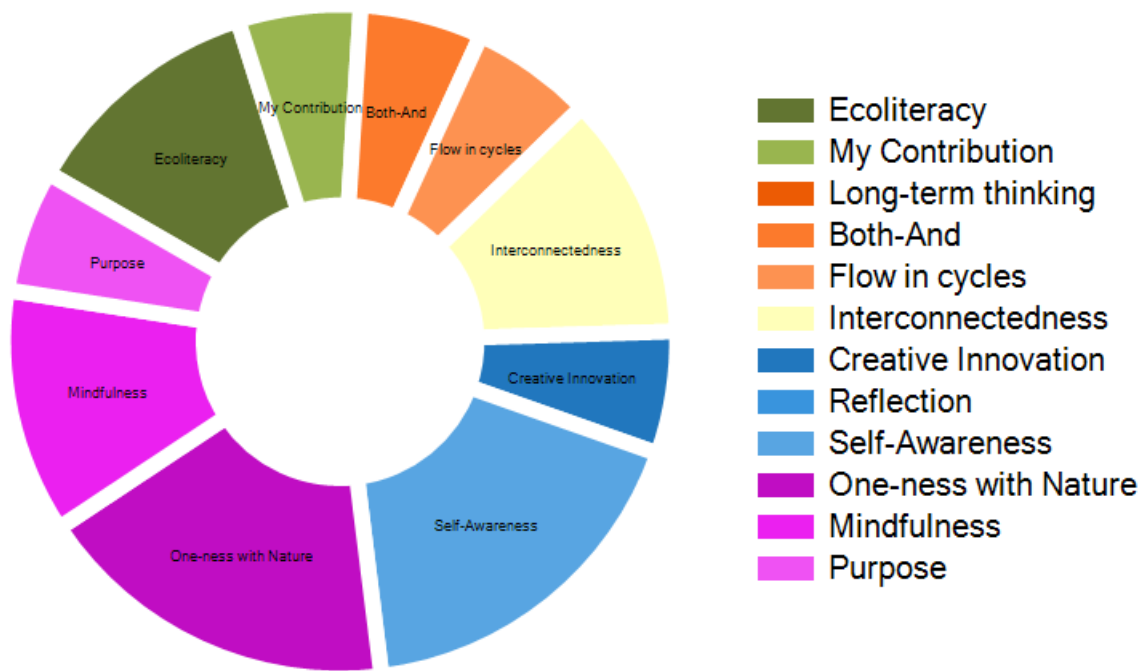 My Contribution
Both-And
Flow in cycles
Ecoliteracy
Interconnectedness
Purpose
Creative Innovation
Mindfulness
Self-Awareness
One-ness with Nature
Ecoliteracy
My Contribution
Long-term thinking
Both-And
Flow in cycles
Interconnectedness
Creative Innovation
Reflection
Self-Awareness
One-ness with Nature
Mindfulness
Purpose